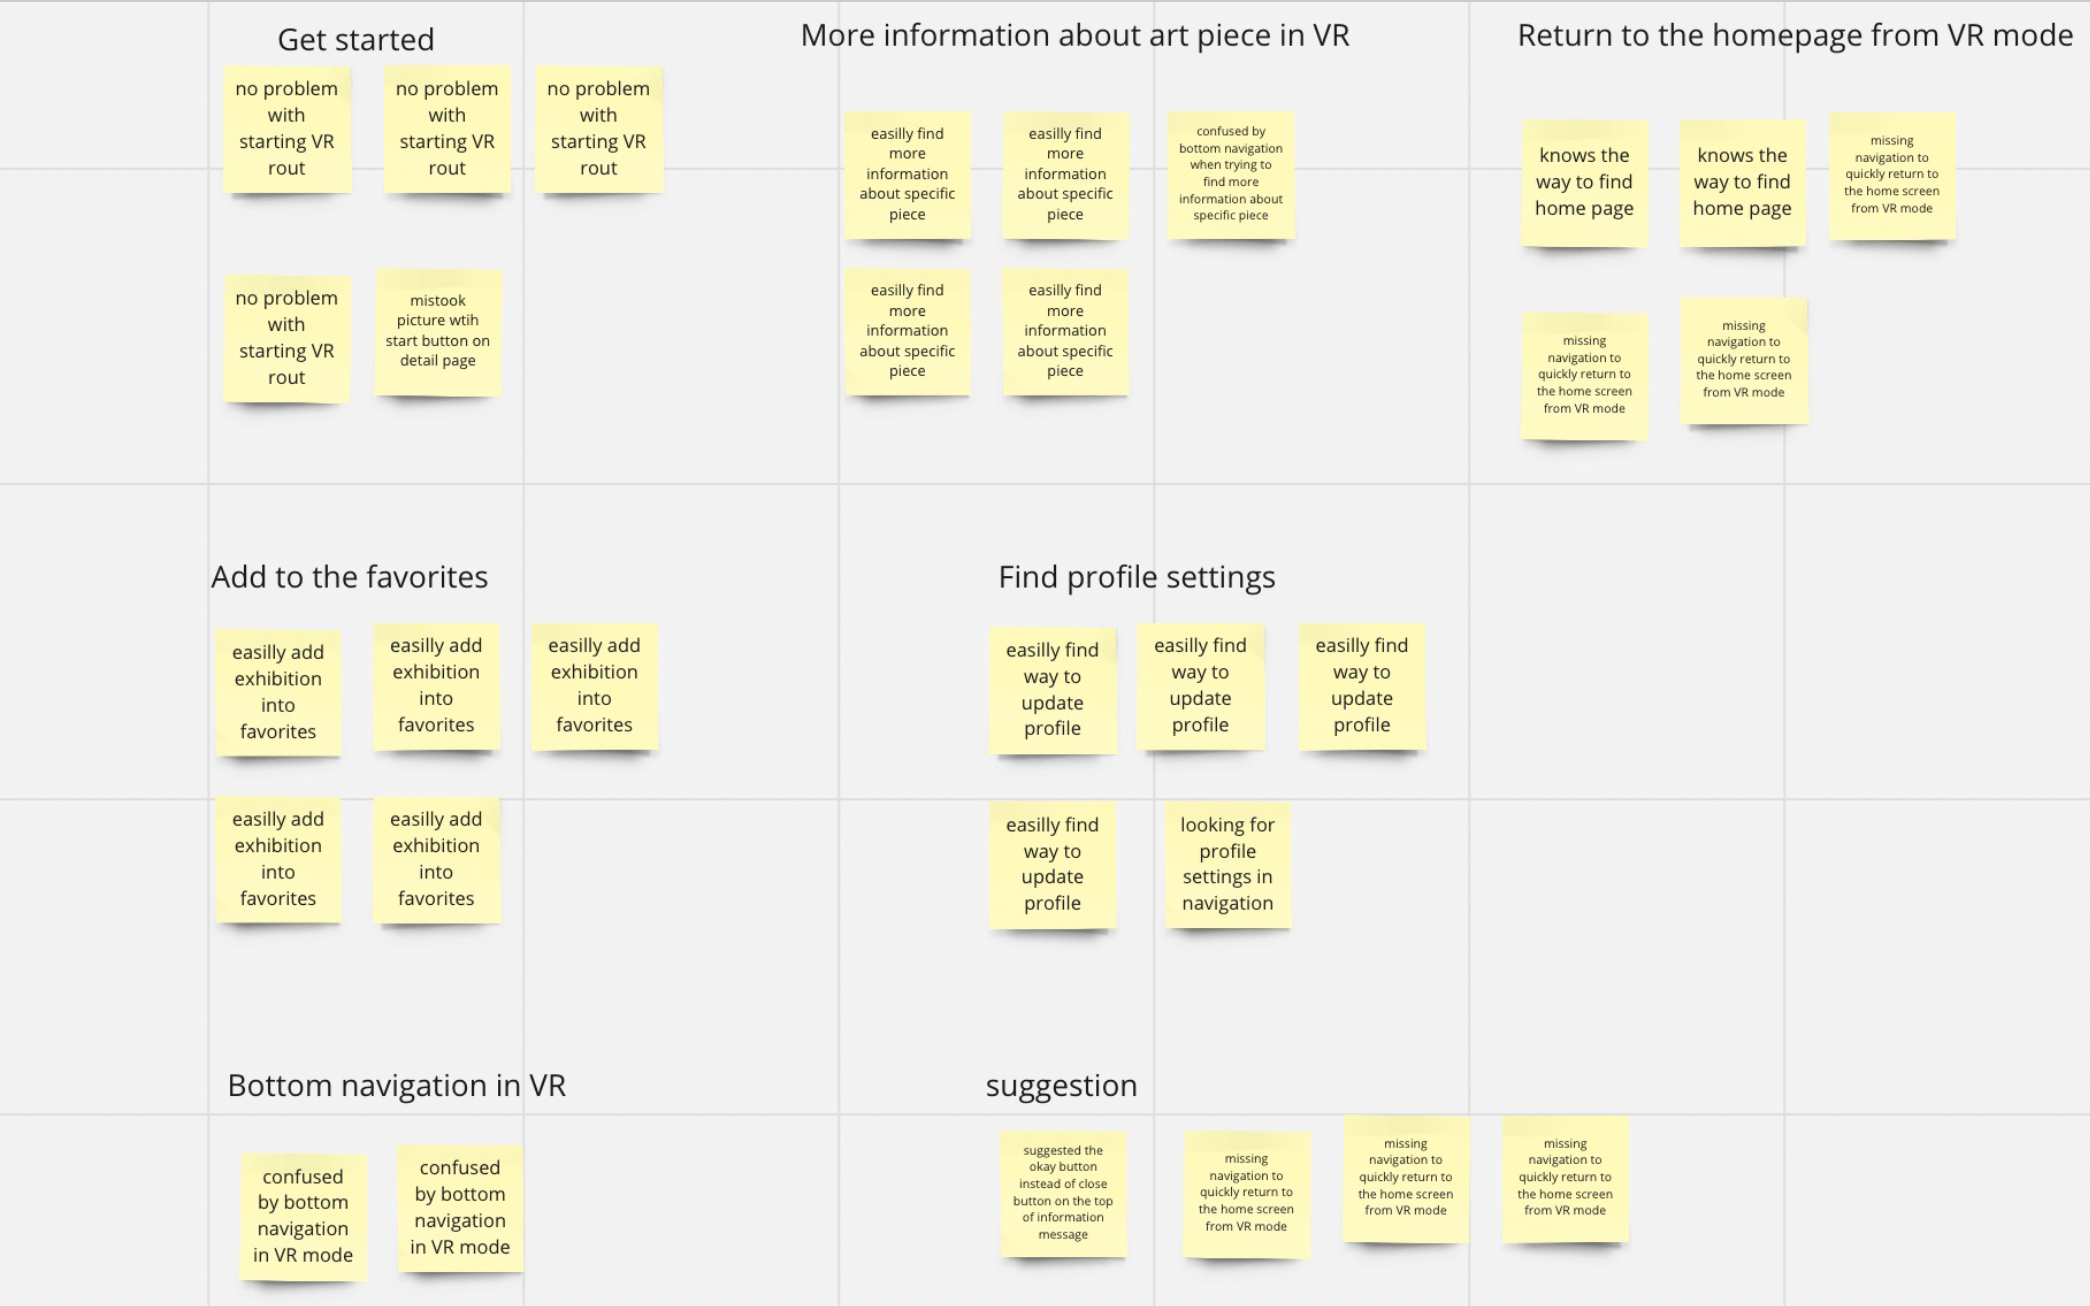 Get started
no problem
with
starting VR
rout
no problem
with
starting VR
rout
no problem
with
starting VR
rout
no problem
with
starting VR
rout
mistook
picture wtih
start button on
detail page
More information about art piece in VR
easilly find
more
information
about specific
piece
easilly find
more
information
about specific
piece
confused by
bottom navigation
when trying to
find more
information about
specific piece
easilly find
more
information
about specific
piece
easilly find
more
information
about specific
piece
Return to the homepage from VR mode
knows the
way to find
home page
knows the
way to find
home page
missing
navigation to
quickly return to
the home screen
from VR mode
missing
navigation to
quickly return to
the home screen
from VR mode
missing
navigation to
quickly return to
the home screen
from VR mode
Add to the favorites
easilly add
exhibition
into
favorites
easilly add
exhibition
into
favorites
easilly add
exhibition
into
favorites
easilly add
exhibition
into
favorites
easilly add
exhibition
into
favorites
Find profile settings
easilly find
way to
update
profile
easilly find
way to
update
profile
easilly find
way to
update
profile
easilly find
way to
update
profile
looking for
profile
settings in
navigation
Bottom navigation in VR
confused
by bottom
navigation
in VR mode
confused
by bottom
navigation
in VR mode
suggestion
suggested the
okay button
instead of close
button on the top
of information
message
missing
navigation to
quickly return to
the home screen
from VR mode
missing
navigation to
quickly return to
the home screen
from VR mode
missing
navigation to
quickly return to
the home screen
from VR mode